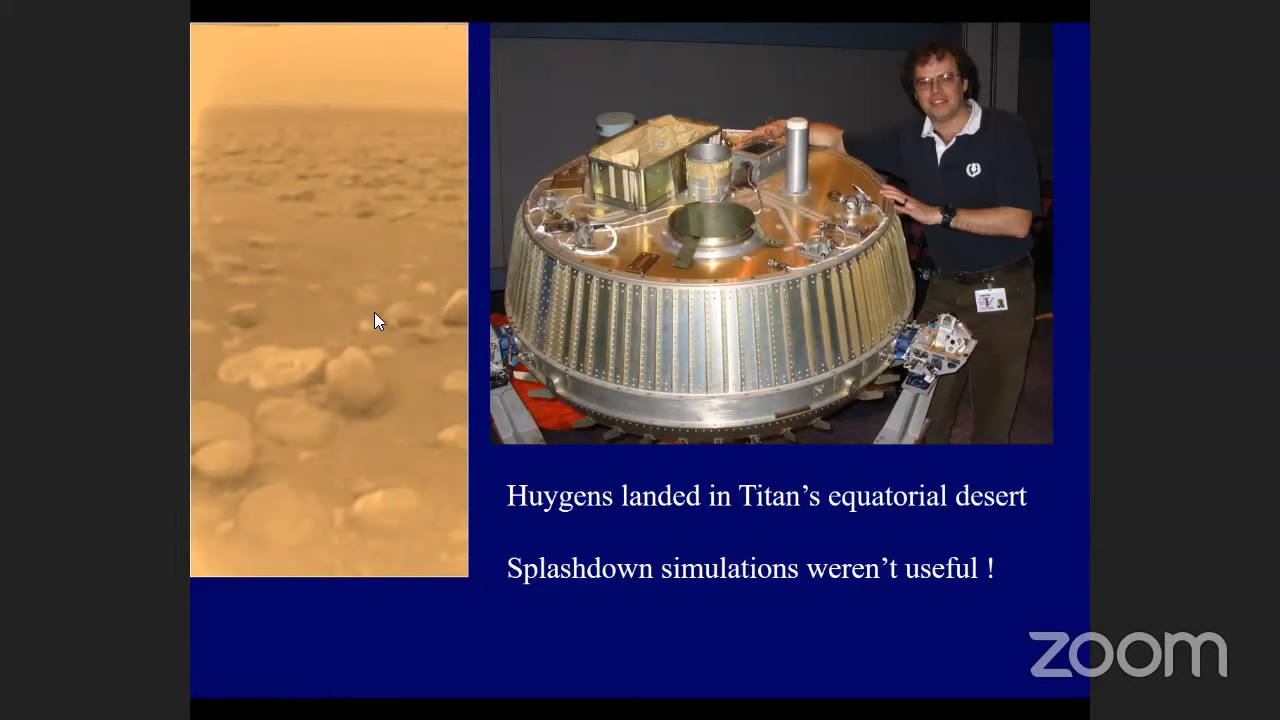 Huygens landed in Titan’s equatorial desert
Splashdown simulations weren’t useful !
zoom